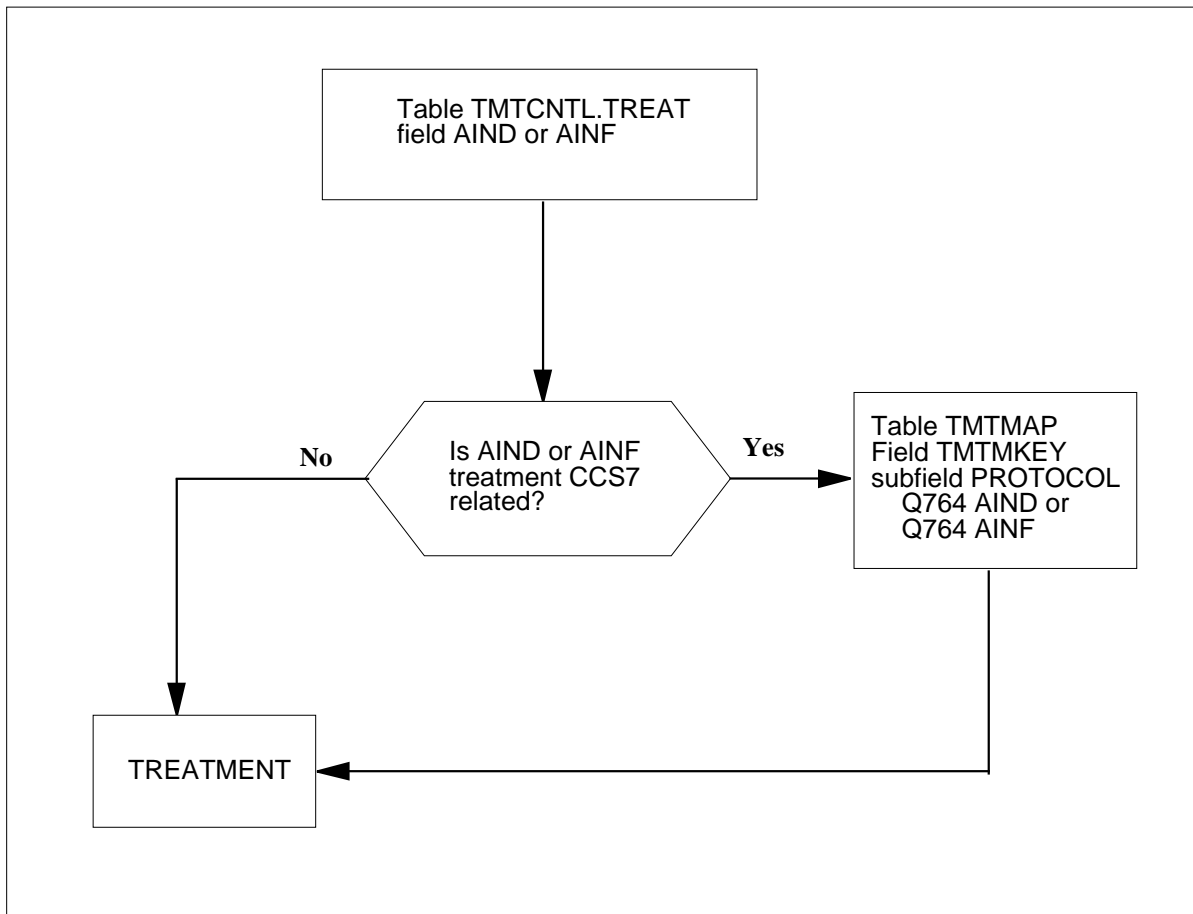 Table TMTCNTL.TREAT
field AIND or AINF
Is AIND or AINF
treatment CCS7
related?
No
Yes
Table TMTMAP
Field TMTMKEY
subfield PROTOCOL
Q764 AIND or
Q764 AINF
TREATMENT